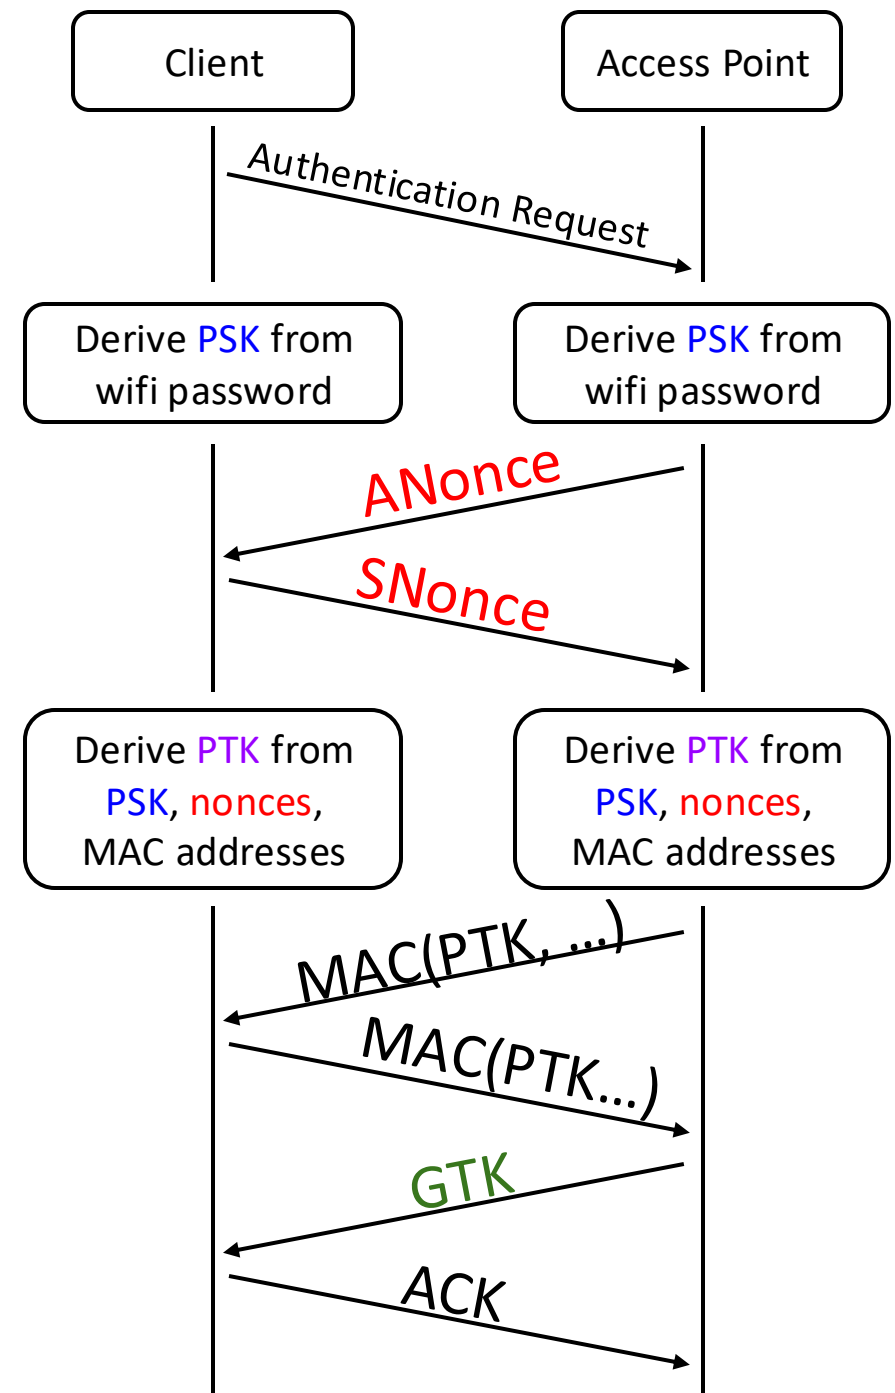 Client
Access Point
Authentication Request
Derive PSK from
wifi password
Derive PSK from
wifi password
ANonce
SNonce
Derive PTK from
PSK, nonces,
MAC addresses
Derive PTK from
PSK, nonces,
MAC addresses
MAC(PTK, ...)
MAC(PTK...)
GTK
ACK